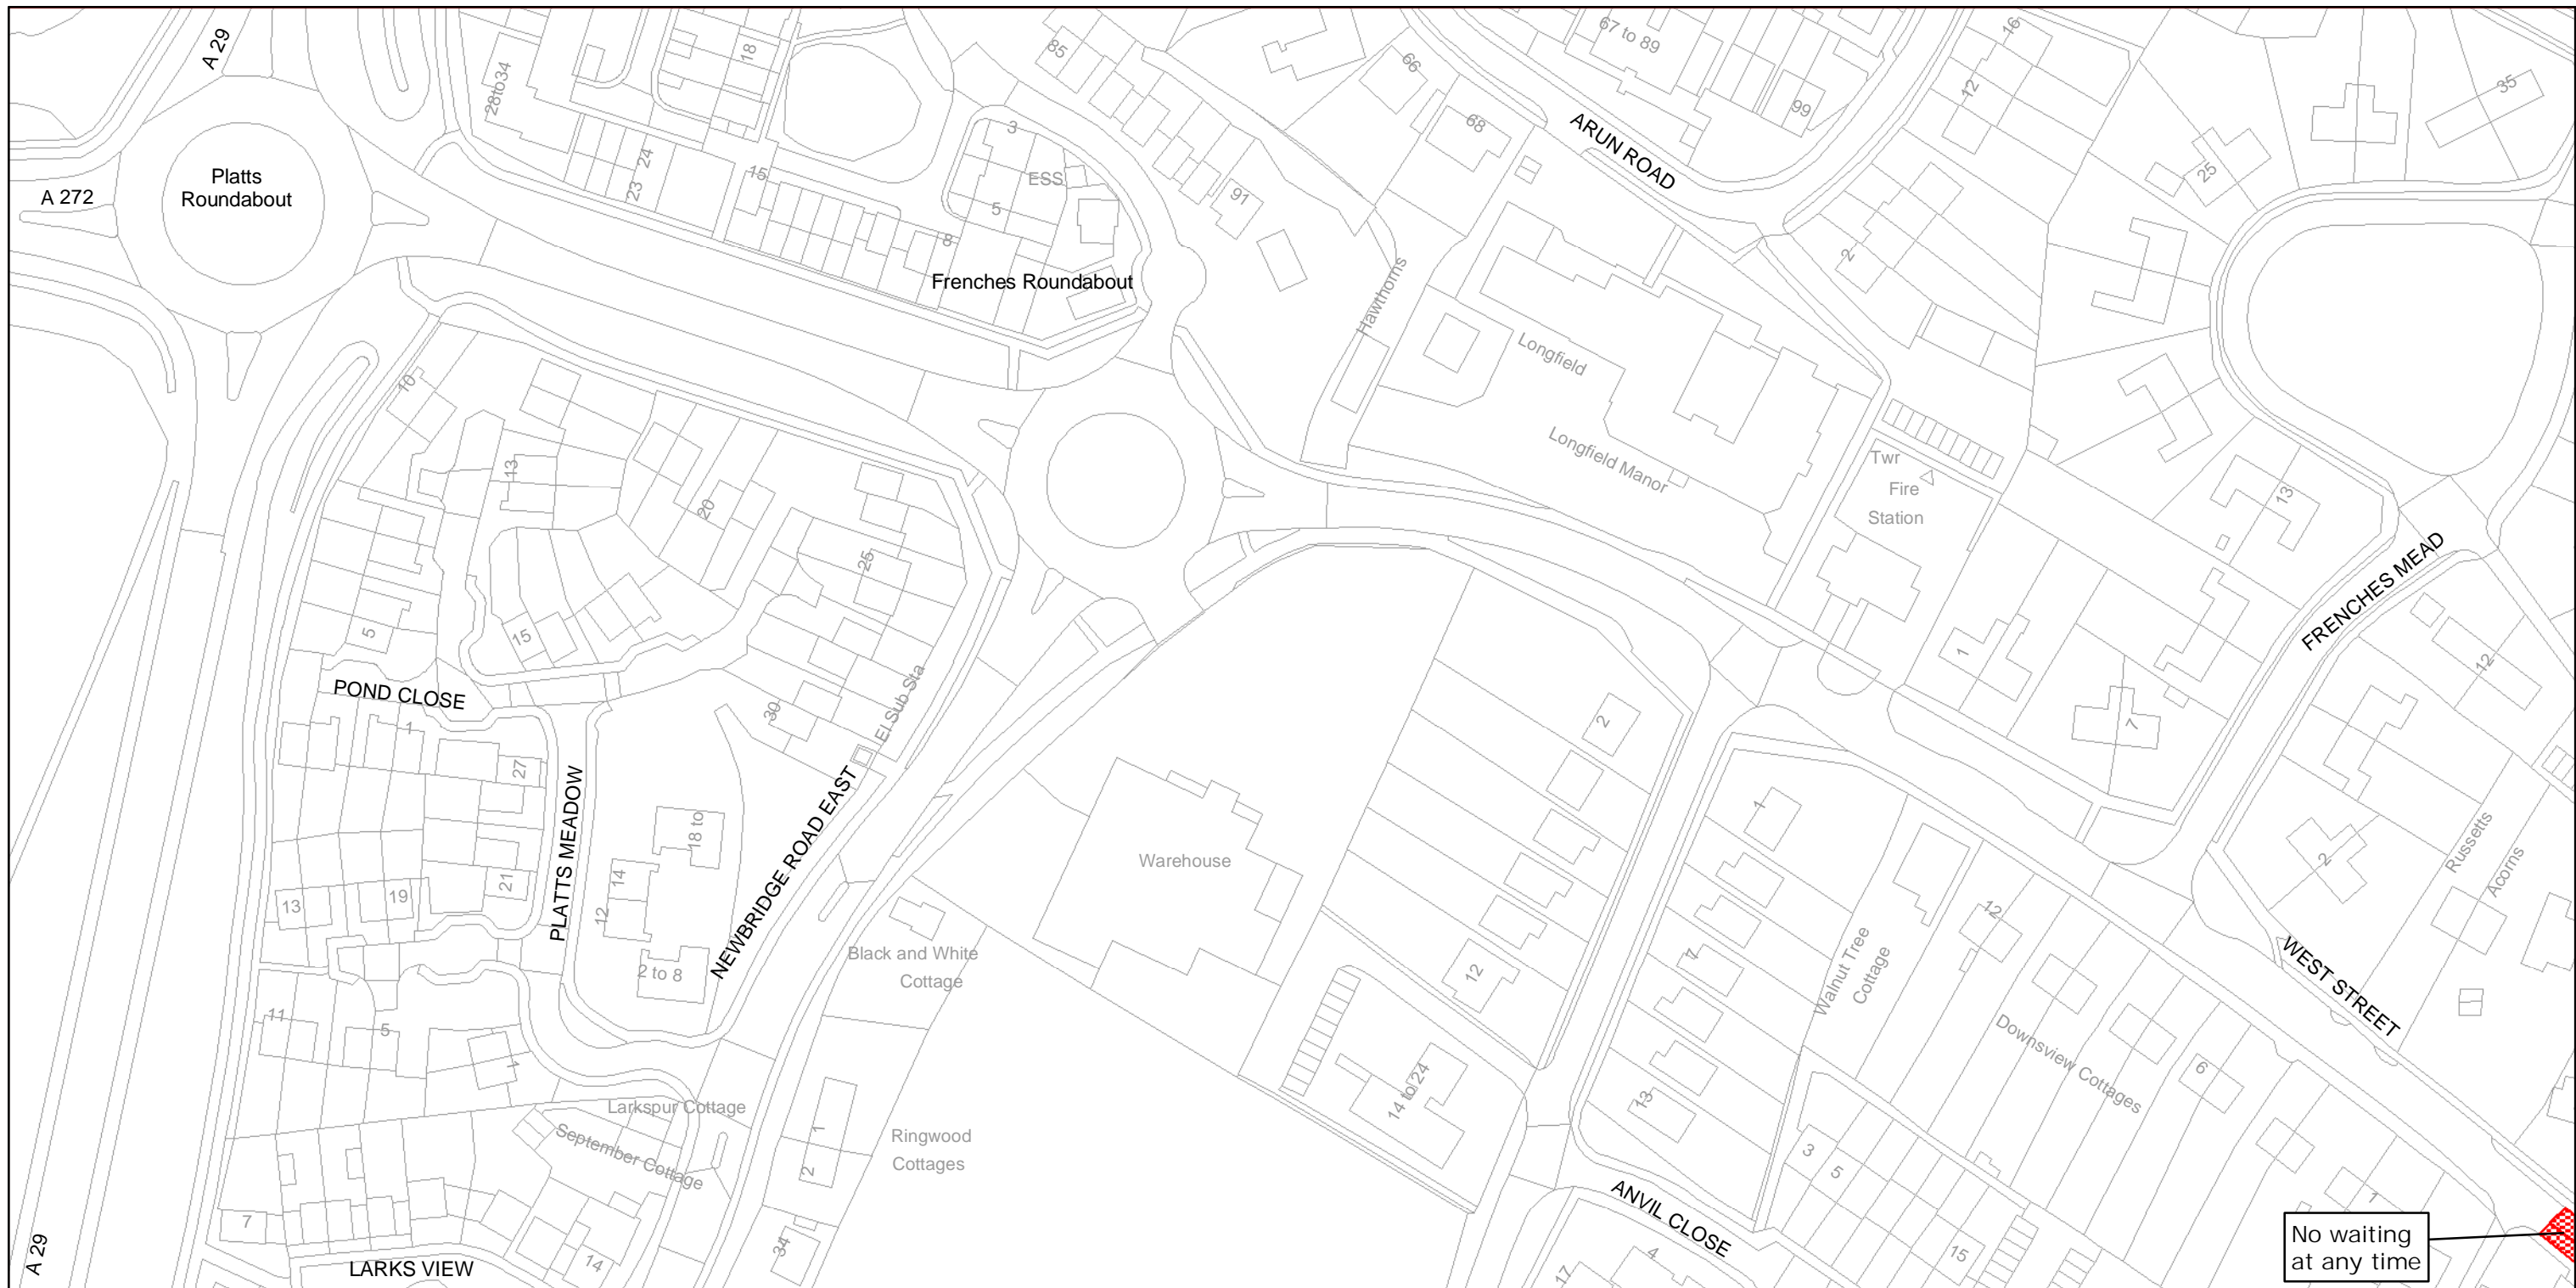 A 29
28to34
18
85
66
67 to 89
99
16
12
35
Platts
Roundabout
A 272
24
23
15
8
3
ESS
5
91
68
ARUN ROAD
2
25
Frenches Roundabout
Hawthorns
Longfield
Longfield Manor
Twr
Fire
Station
13
10
13
20
25
15
5
POND CLOSE
1
27
30
El Sub Sta
FRENCHES MEAD
12
1
7
2
1
PLATTS MEADOW
NEWBRIDGE ROAD EAST
18 to
14
12
2 to 8
21
19
13
Warehouse
Black and White
Cottage
12
7
Walnut Tree
Cottage
12
Downsview Cottages
6
2
Russetts
Acorns
WEST STREET
11
5
1
Larkspur Cottage
September Cottage
1
2
Ringwood
Cottages
14 to 24
13
3
5
ANVIL CLOSE
7
14
34
17
4
15
1
A 29
LARKS VIEW
No waiting
at any time